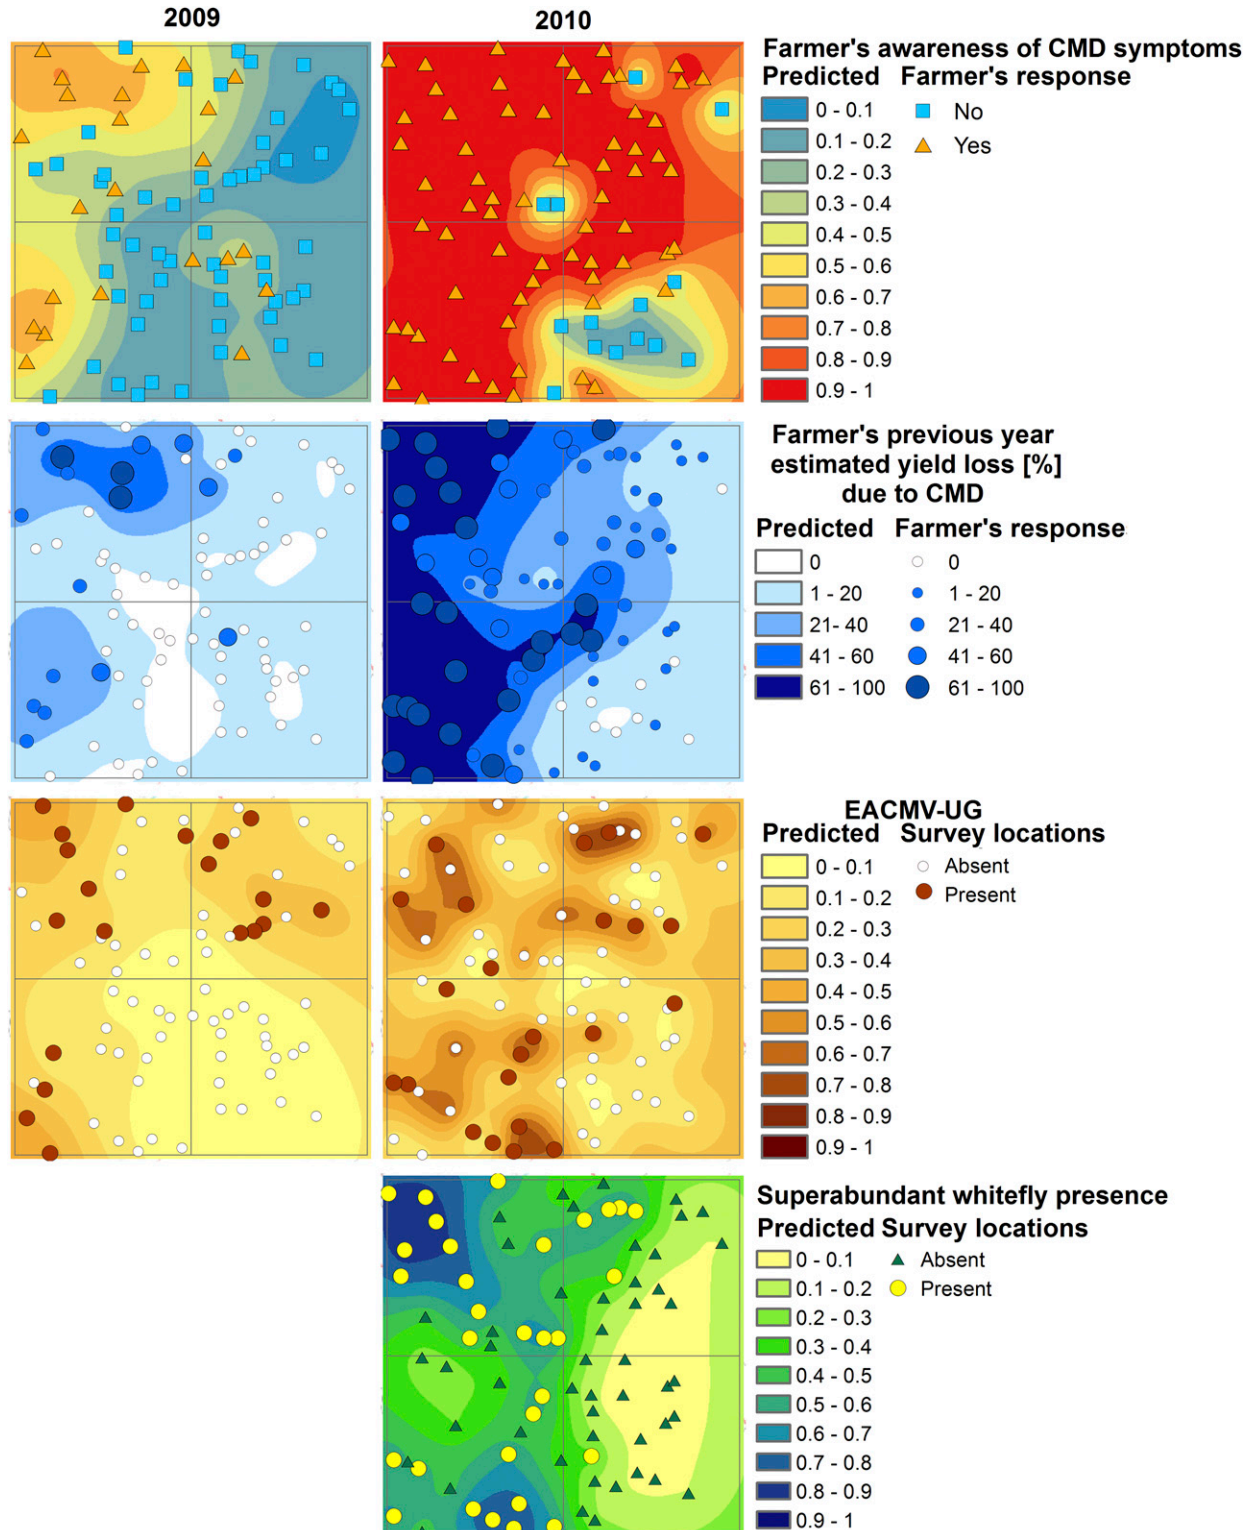 2009
2010
Farmer's awareness of CMD symptoms
Predicted Farmer's response
0 - 0.1
No
0.1 - 0.2
Yes
0.2 - 0.3
0.3 - 0.4
0.4 - 0.5
0.5 - 0.6
0.6 - 0.7
0.7 - 0.8
0.8 - 0.9
0.9 - 1
Farmer's previous year
estimated yield loss [%]
due to CMD
Predicted Farmer's response
0
0
1 - 20
1 - 20
21- 40
21 - 40
41 - 60
41 - 60
61 - 100
61 - 100
EACMV-UG
Predicted Survey locations
0 - 0.1
Absent
0.1 - 0.2
Present
0.2 - 0.3
0.3 - 0.4
0.4 - 0.5
0.5 - 0.6
0.6 - 0.7
0.7 - 0.8
0.8 - 0.9
0.9 - 1
Superabundant whitefly presence
Predicted Survey locations
0 - 0.1
Absent
0.1 - 0.2
Present
0.2 - 0.3
0.3 - 0.4
0.4 - 0.5
0.5 - 0.6
0.6 - 0.7
0.7 - 0.8
0.8 - 0.9
0.9 - 1